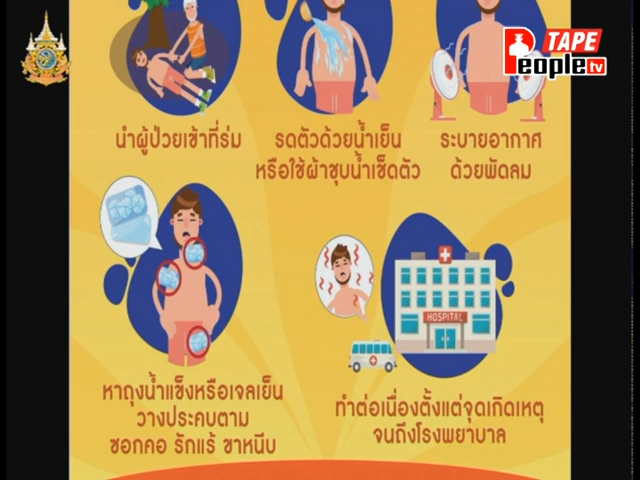 TAPE
People tv
นำผู้ป่วยเข้าที่ร่ม
รดตัวด้วยน้ำเย็น
หรือใช้ผ้าชุบน้ำเช็ดตัว
ระบายอากาศ
ด้วยพัดลม
HOSPITAL
หาถุงน้ำแข็งหรือเจลเย็น
วางประคบตาม
ซอกคอ รักแร้ ขาหนีบ
ทำต่อเนื่องตั้งแต่จุดเกิดเหตุ
จนถึงโรงพยาบาล